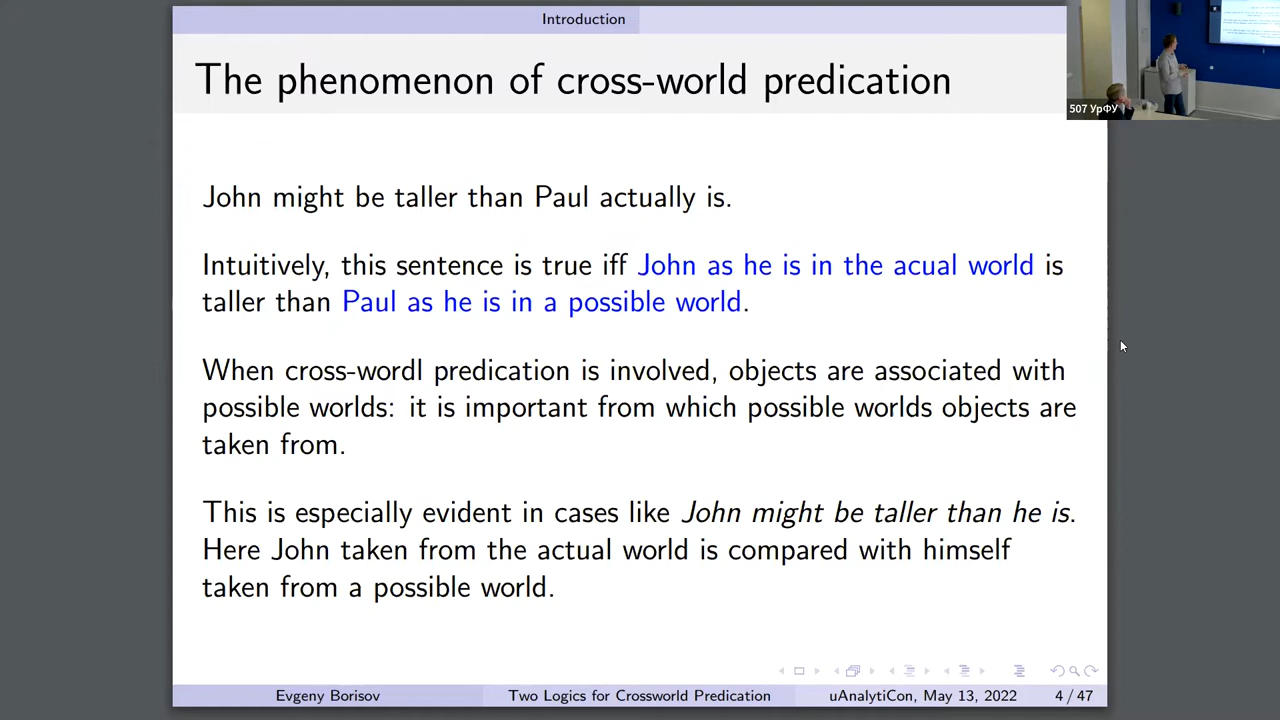 Introduction
The phenomenon of cross-world predication
507 УрФУ
John might be taller than Paul actually is.
Intuitively, this sentence is true iff John as he is in the acual world is
taller than Paul as he is in a possible world.
When cross-wordl predication is involved, objects are associated with
possible worlds: it is important from which possible worlds objects are
taken from.
This is especially evident in cases like John might be taller than he is.
Here John taken from the actual world is compared with himself
taken from a possible world.
Evgeny Borisov
Two Logics for Crossworld Predication
uAnalytiCon, May 13, 2022
4 / 47